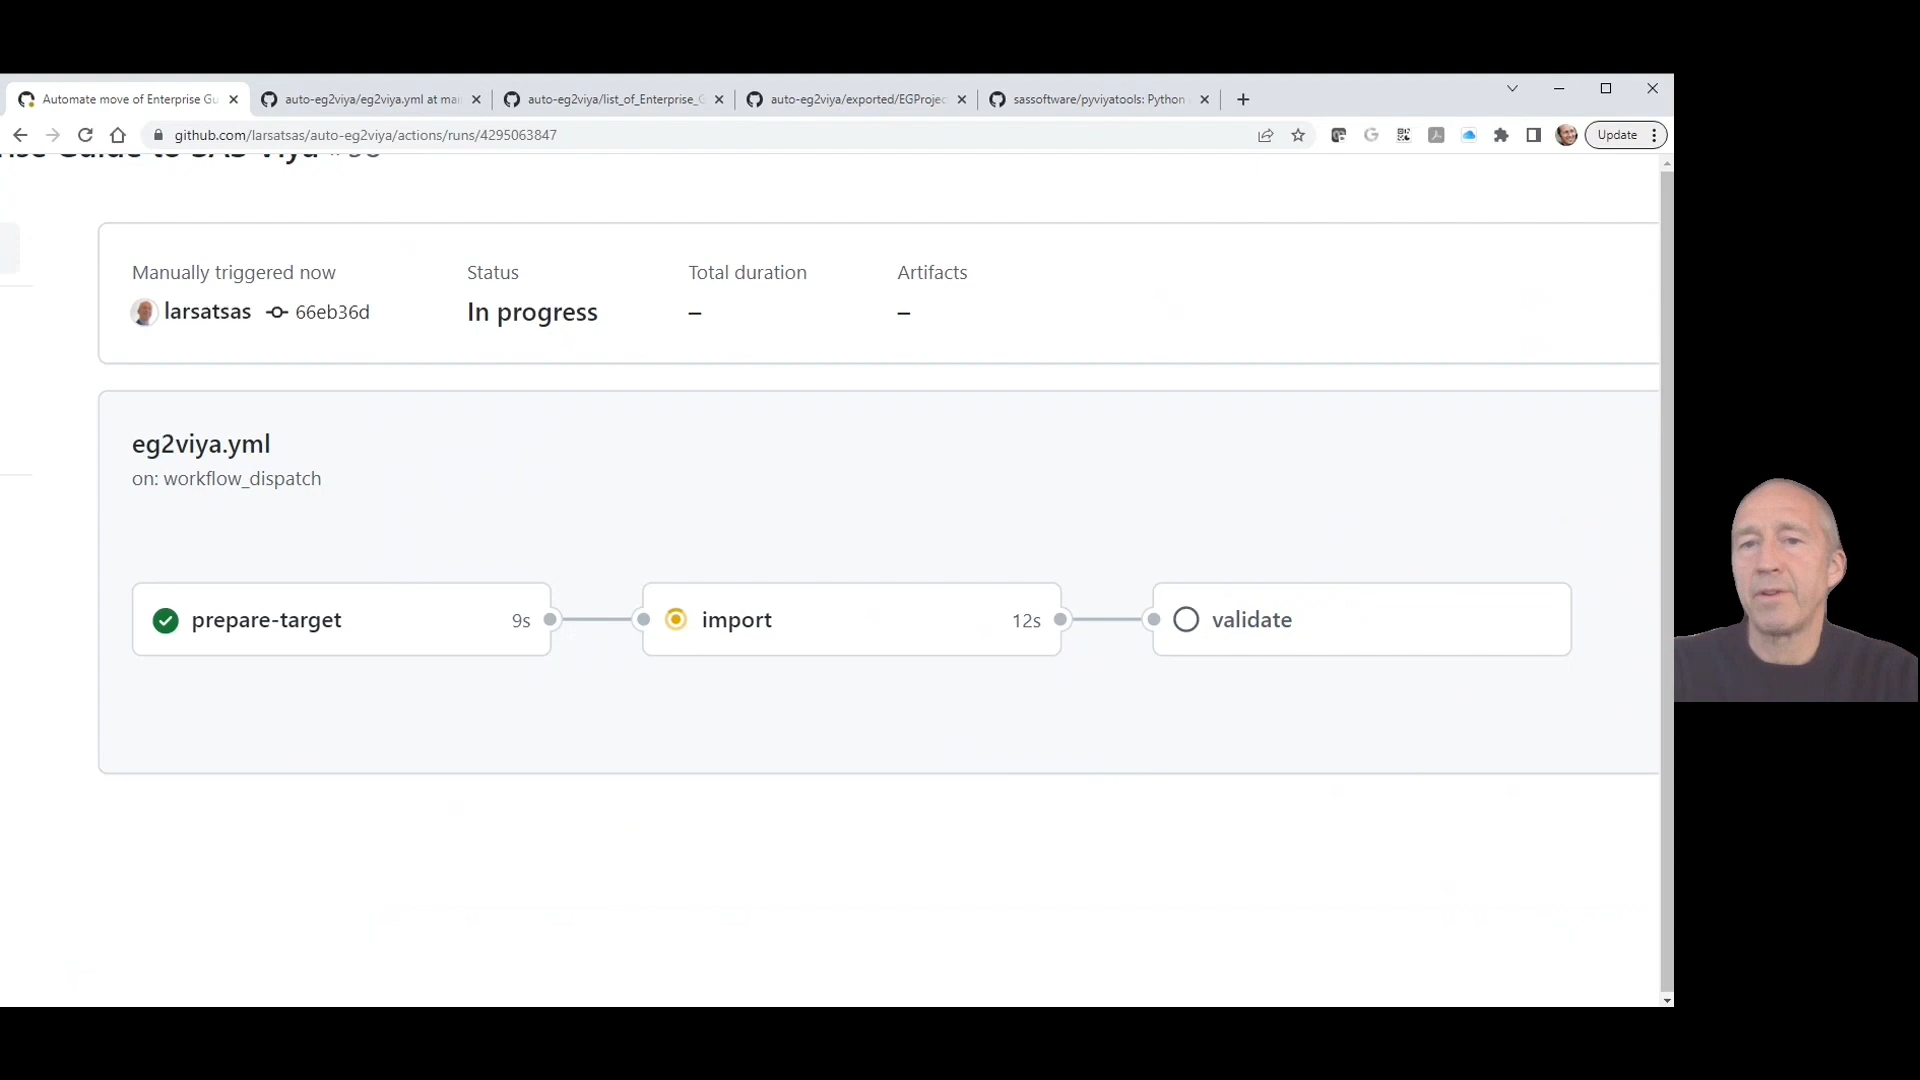 Automate move of Enterprise Gu
auto-eg2viya/eg2viya.yml at mai
auto-eg2viya/list_of_Enterprise_G
auto-eg2viya/exported/EGProjec
sassoftware/pyviyatools: Python
github.com/larsatsas/auto-eg2viya/actions/runs/4295063847
Update
Manually triggered now
larsatsas 66eb36d
Status
In progress
Total duration
–
Artifacts
–
eg2viya.yml
on: workflow_dispatch
prepare-target 9s
import 12s
validate